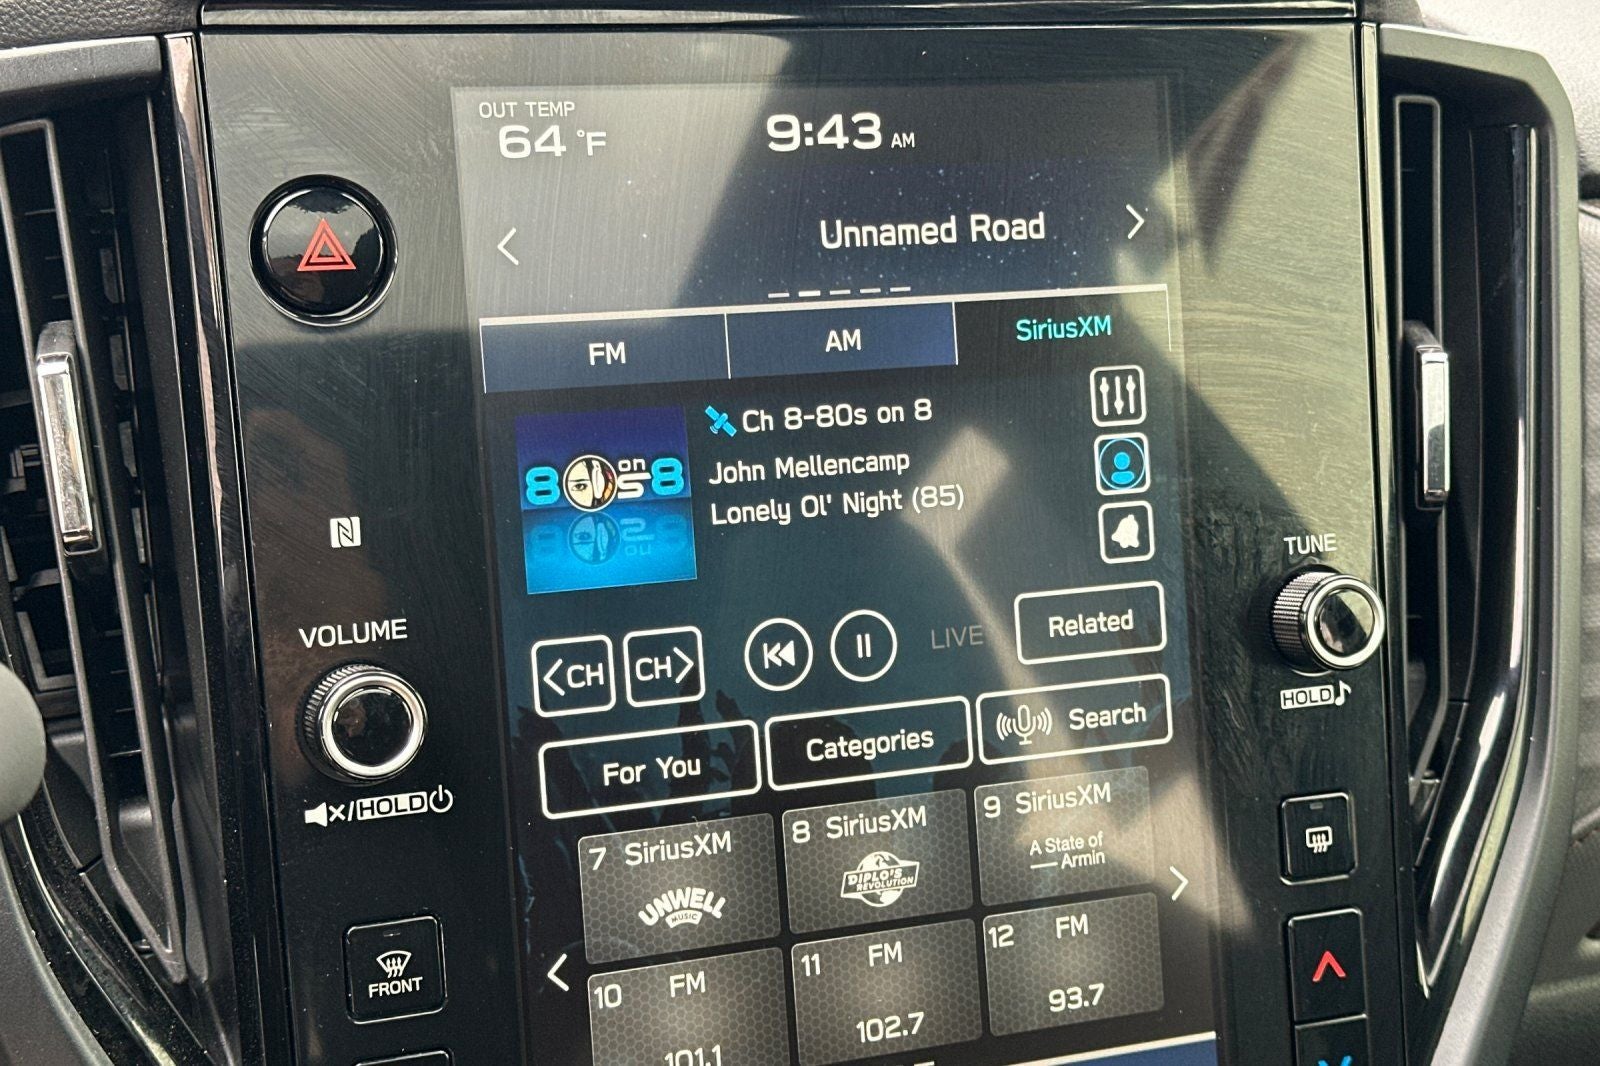 OUT TEMP
64 °F
9:43 AM
Unnamed Road
FM
AM
SiriusXM
8 on 8
Ch 8-80s on 8
John Mellencamp
Lonely Ol' Night (85)
VOLUME
TUNE
HOLD
<CH
CH>
LIVE
Related
For You
Categories
Search
HOLD
7 SiriusXM
UNWELL
MUSIC
8 SiriusXM
DIPLO'S
REVOLUTION
9 SiriusXM
A State of
Armin
FRONT
10 FM
101.1
11 FM
102.7
12 FM
93.7